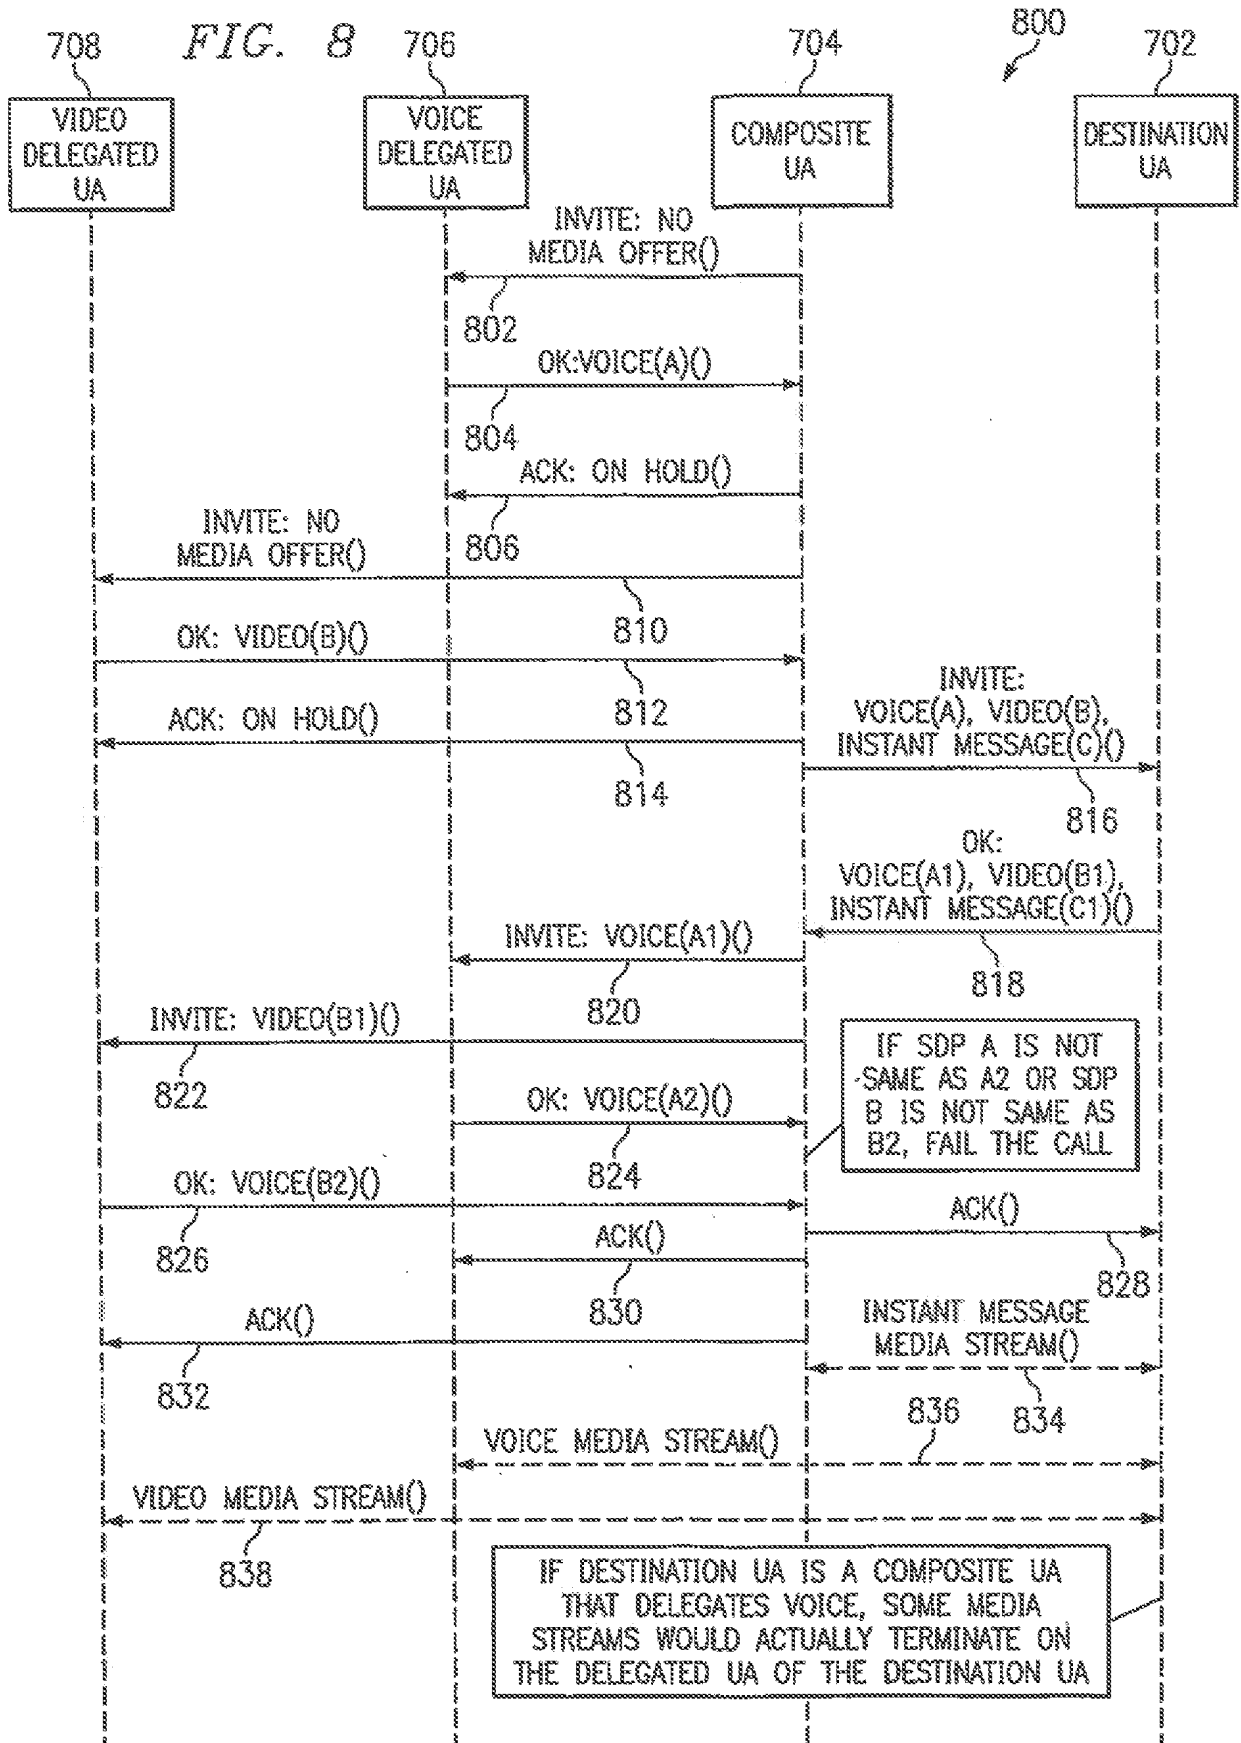 FIG. 8
800
708
706
704
702
VIDEO
DELEGATED
UA
VOICE
DELEGATED
UA
COMPOSITE
UA
DESTINATION
UA
INVITE: NO
MEDIA OFFER()
802
OK:VOICE(A)()
804
ACK: ON HOLD()
806
INVITE: NO
MEDIA OFFER()
810
OK: VIDEO(B)()
812
ACK: ON HOLD()
814
INVITE:
VOICE(A), VIDEO(B),
INSTANT MESSAGE(C)()
816
OK:
VOICE(A1), VIDEO(B1),
INSTANT MESSAGE(C1)()
818
INVITE: VOICE(A1)()
820
INVITE: VIDEO(B1)()
822
IF SDP A IS NOT
SAME AS A2 OR SDP
B IS NOT SAME AS
B2, FAIL THE CALL
OK: VOICE(A2)()
824
OK: VOICE(B2)()
826
ACK()
828
ACK()
830
ACK()
832
INSTANT MESSAGE
MEDIA STREAM()
834
836
VOICE MEDIA STREAM()
VIDEO MEDIA STREAM()
838
IF DESTINATION UA IS A COMPOSITE UA
THAT DELEGATES VOICE, SOME MEDIA
STREAMS WOULD ACTUALLY TERMINATE ON
THE DELEGATED UA OF THE DESTINATION UA